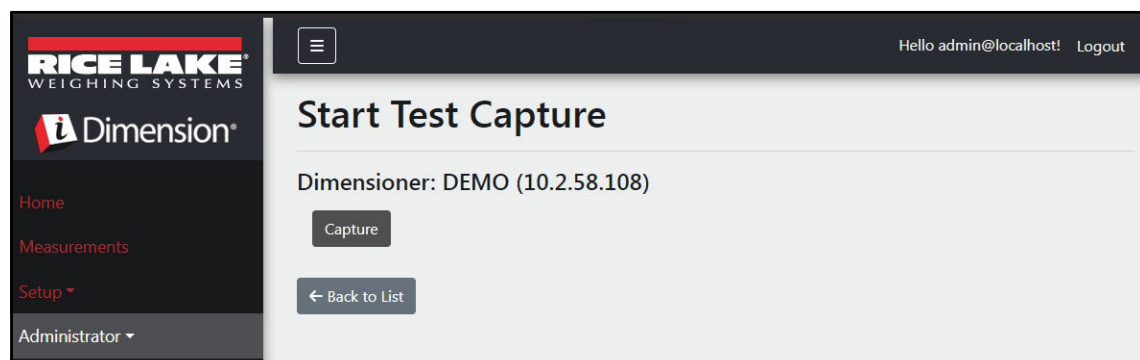 RICE LAKE®
WEIGHING SYSTEMS
i Dimension®
Home
Measurements
Setup
Administrator
Hello admin@localhost! Logout
Start Test Capture
Dimensioner: DEMO (10.2.58.108)
Capture
← Back to List